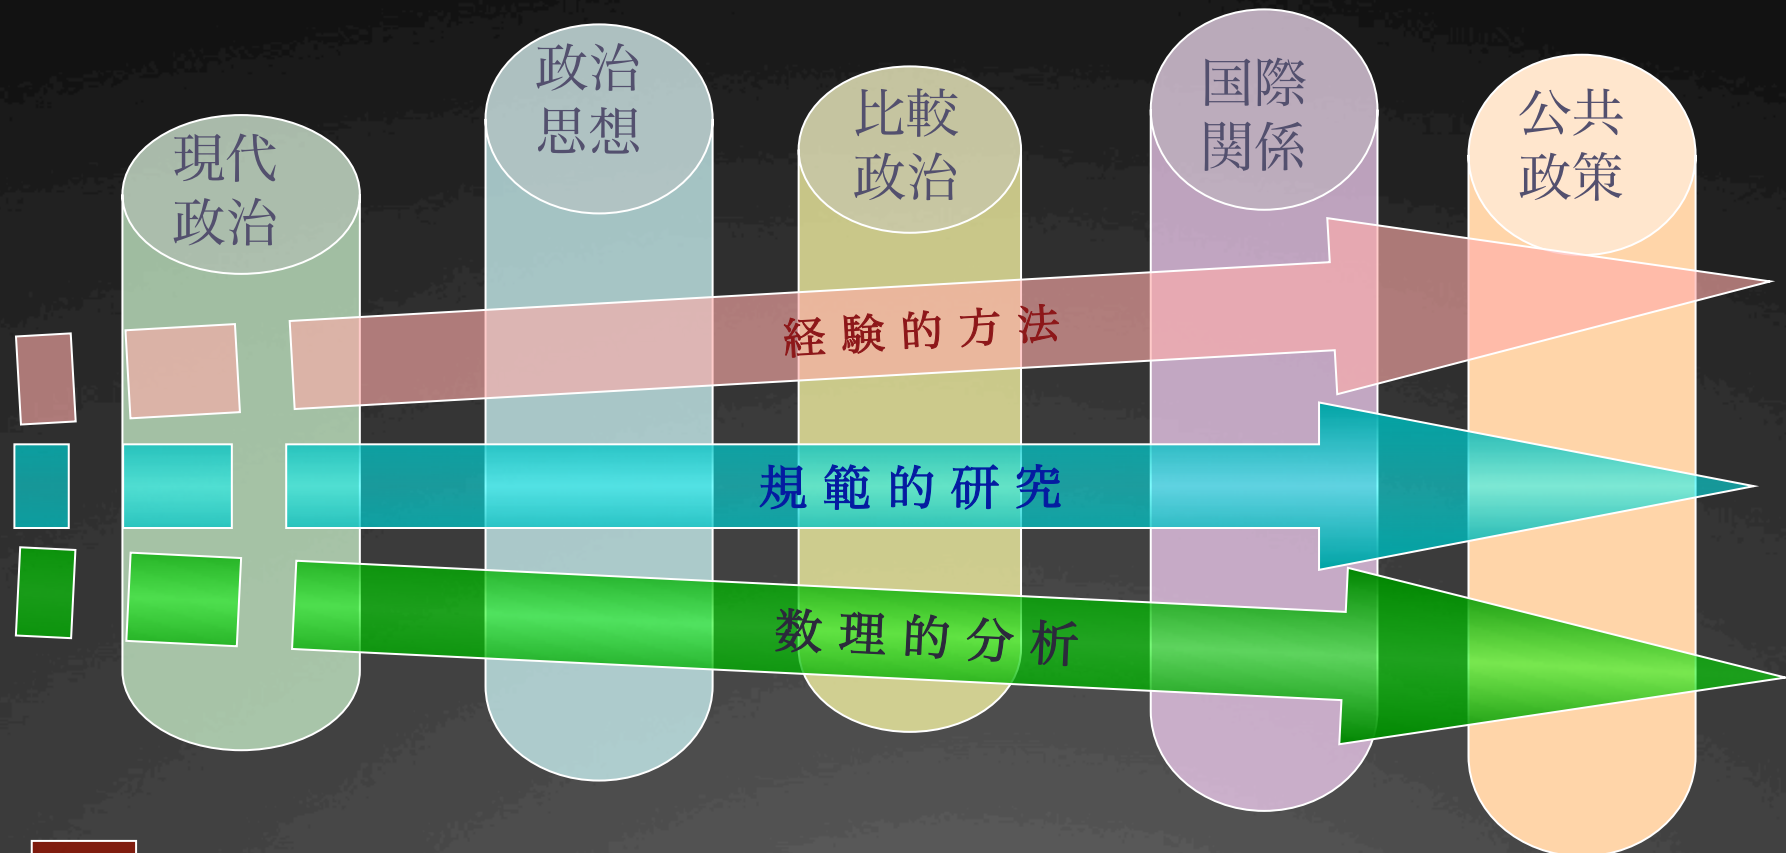 現代
政治
政治
思想
比較
政治
国際
関係
公共
政策
経験的方法
規範的研究
数理的分析